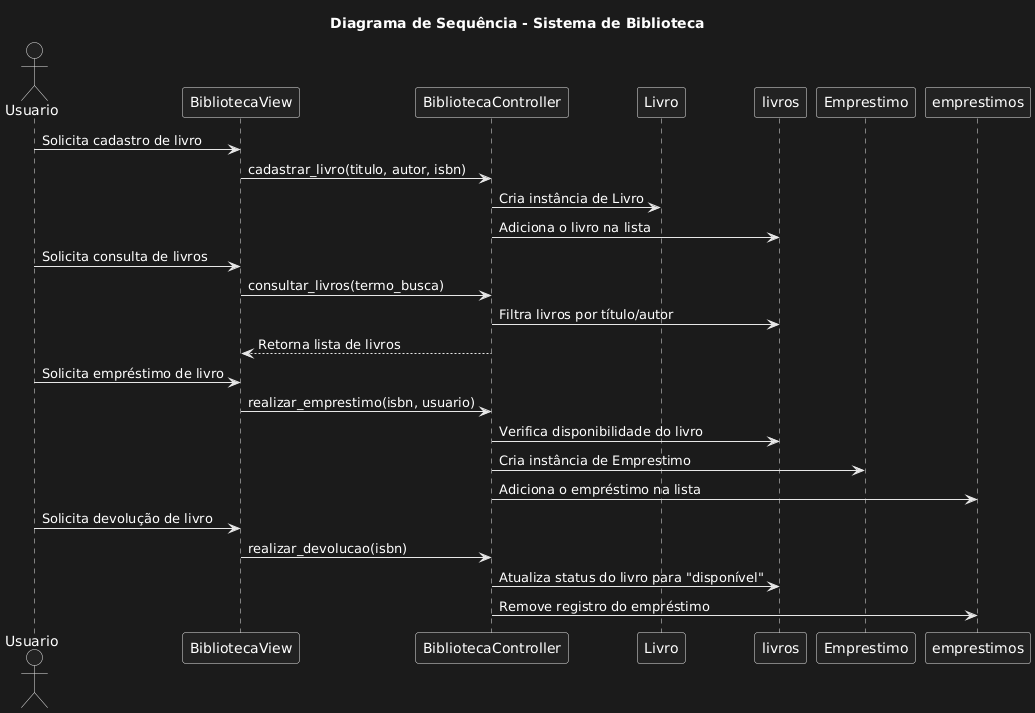 Diagrama de Sequência - Sistema de Biblioteca
Usuario
BibliotecaView
BibliotecaController
Livro
livros
Emprestimo
emprestimos
Solicita cadastro de livro
cadastrar_livro(titulo, autor, isbn)
Cria instância de Livro
Adiciona o livro na lista
Solicita consulta de livros
consultar_livros(termo_busca)
Filtra livros por título/autor
Retorna lista de livros
Solicita empréstimo de livro
realizar_emprestimo(isbn, usuario)
Verifica disponibilidade do livro
Cria instância de Emprestimo
Adiciona o empréstimo na lista
Solicita devolução de livro
realizar_devolucao(isbn)
Atualiza status do livro para "disponível"
Remove registro do empréstimo
Usuario
BibliotecaView
BibliotecaController
Livro
livros
Emprestimo
emprestimos